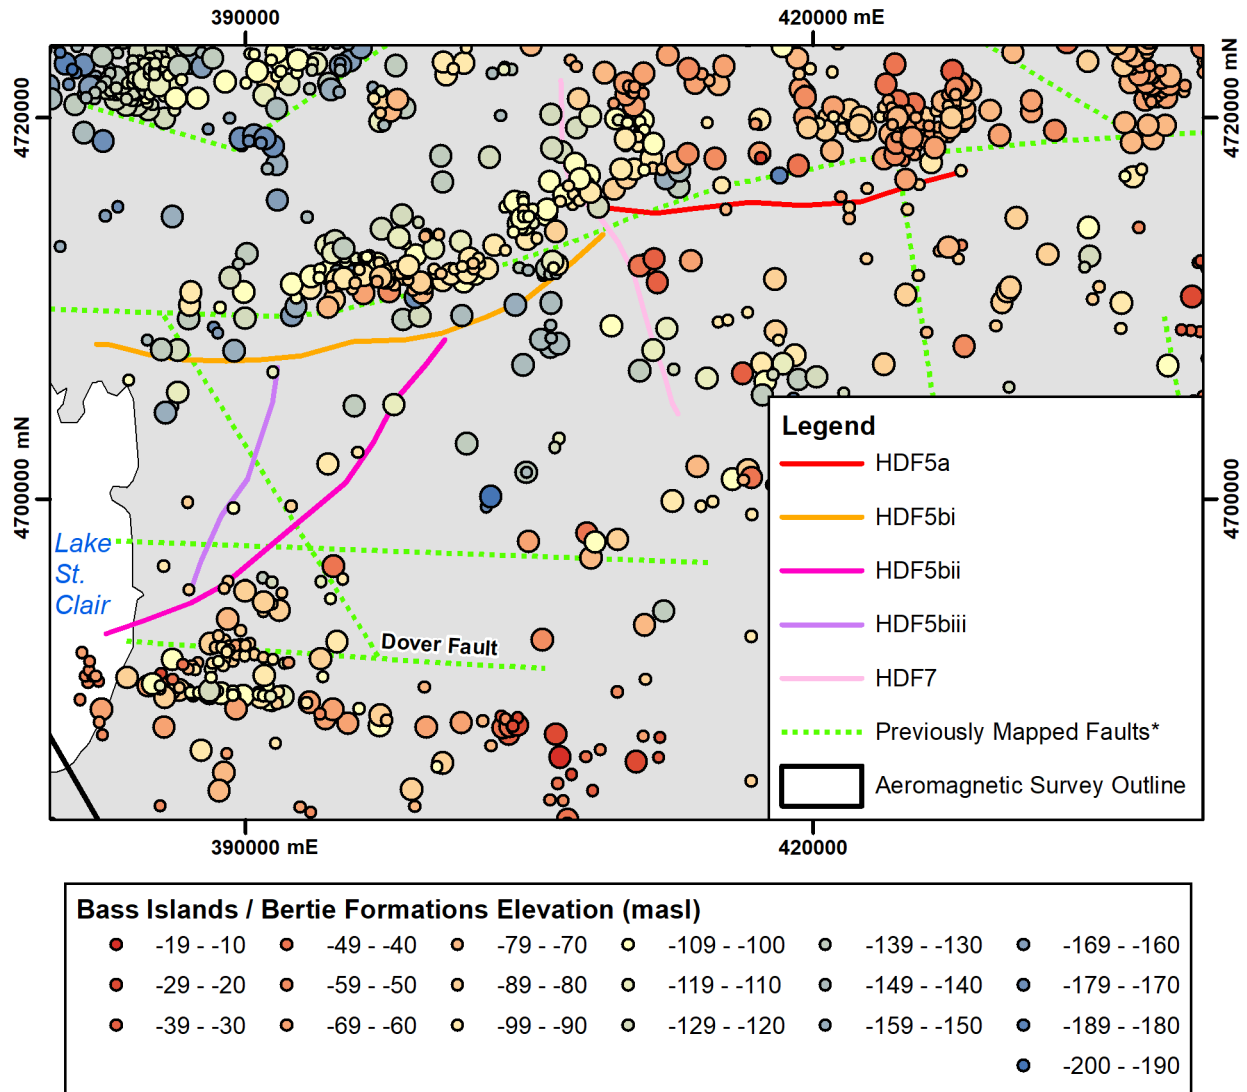 390000
420000 mE
4720000
4720000 mN
4700000 mN
4700000
Lake
St.
Clair
Dover Fault
Legend
HDF5a
HDF5bi
HDF5bii
HDF5biii
HDF7
Previously Mapped Faults*
Aeromagnetic Survey Outline
390000 mE
420000
Bass Islands / Bertie Formations Elevation (masl)
-19 - -10 -49 - -40 -79 - -70 -109 - -100 -139 - -130 -169 - -160
-29 - -20 -59 - -50 -89 - -80 -119 - -110 -149 - -140 -179 - -170
-39 - -30 -69 - -60 -99 - -90 -129 - -120 -159 - -150 -189 - -180
-200 - -190